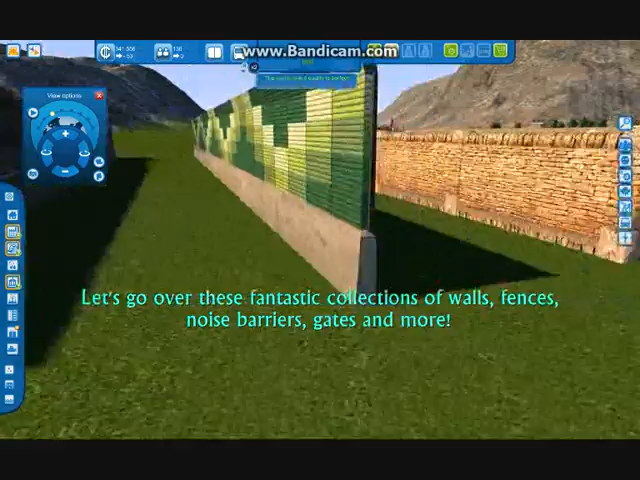 www.Bandicam.com
View options
Let's go over these fantastic collections of walls, fences,
noise barriers, gates and more!